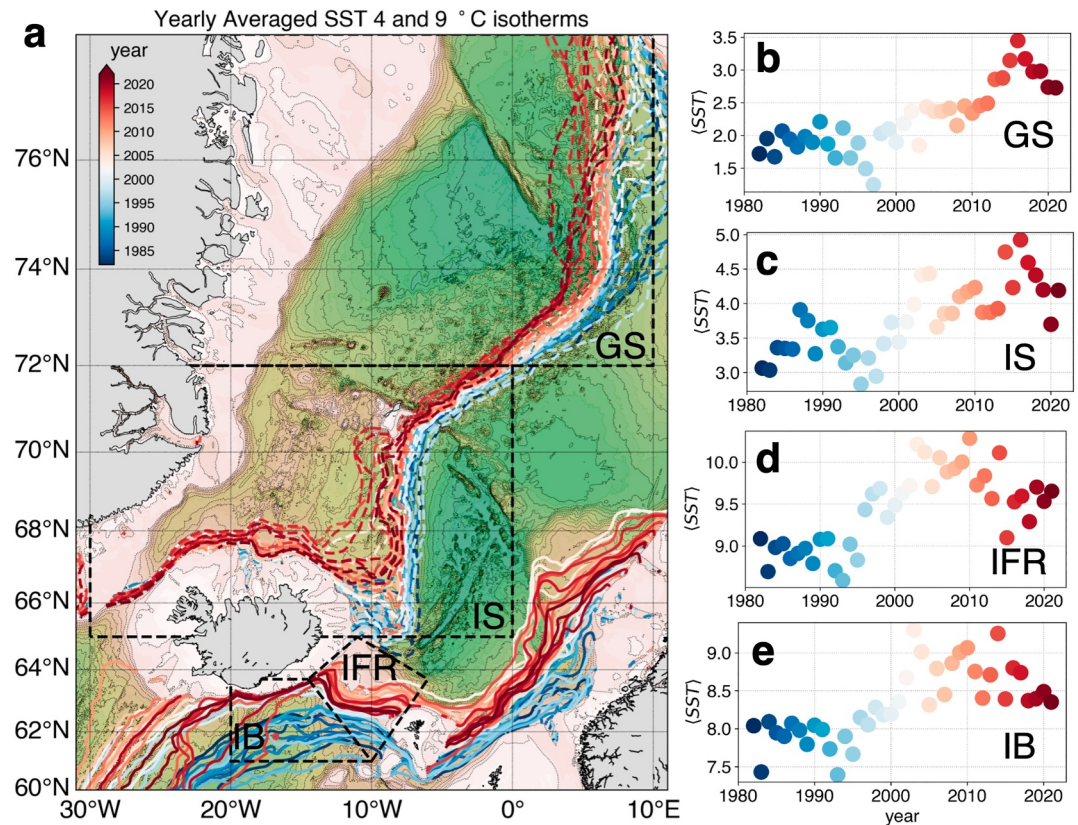 Yearly Averaged SST 4 and 9 °C isotherms
a
year
2020
2015
2010
2005
2000
1995
1990
1985
76°N
74°N
72°N
70°N
68°N
66°N
64°N
62°N
60°N
30°W
20°W
10°W
0°
10°E
GS
IS
IFR
IB
b
⟨SST⟩
3.5
3.0
2.5
2.0
1.5
GS
1980
1990
2000
2010
2020
c
⟨SST⟩
5.0
4.5
4.0
3.5
3.0
IS
1980
1990
2000
2010
2020
d
⟨SST⟩
10.0
9.5
9.0
IFR
1980
1990
2000
2010
2020
e
⟨SST⟩
9.0
8.5
8.0
7.5
IB
1980
1990
2000
2010
2020
year